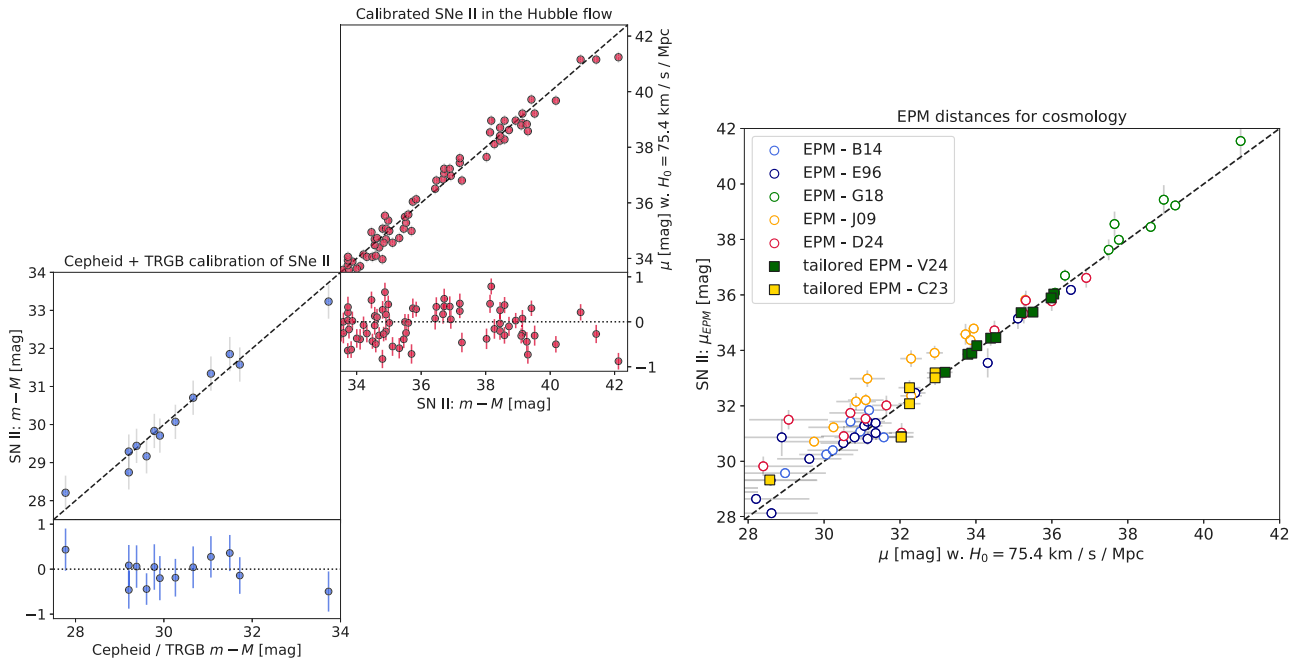 Calibrated SNe II in the Hubble flow
42
40
38
36
34
μ [mag] w. H₀ = 75.4 km / s / Mpc
1
0
−1
34 36 38 40 42
SN II: m − M [mag]
Cepheid + TRGB calibration of SNe II
34
33
32
31
30
29
28
SN II: m − M [mag]
1
0
−1
28 30 32 34
Cepheid / TRGB m − M [mag]
EPM distances for cosmology
EPM - B14
EPM - E96
EPM - G18
EPM - J09
EPM - D24
tailored EPM - V24
tailored EPM - C23
42
40
38
36
34
32
30
28
SN II: μEPM [mag]
28 30 32 34 36 38 40 42
μ [mag] w. H₀ = 75.4 km / s / Mpc